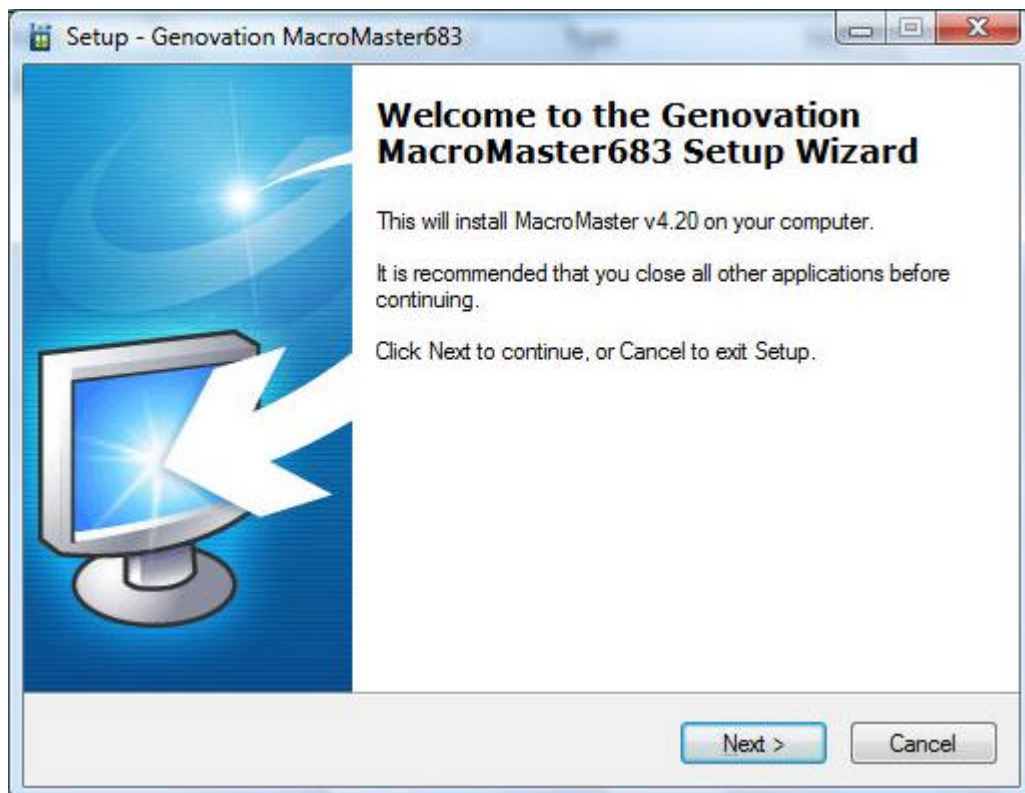 Setup - Genovation MacroMaster683
Welcome to the Genovation
MacroMaster683 Setup Wizard
This will install MacroMaster v4.20 on your computer.
It is recommended that you close all other applications before
continuing.
Click Next to continue, or Cancel to exit Setup.
Next >
Cancel